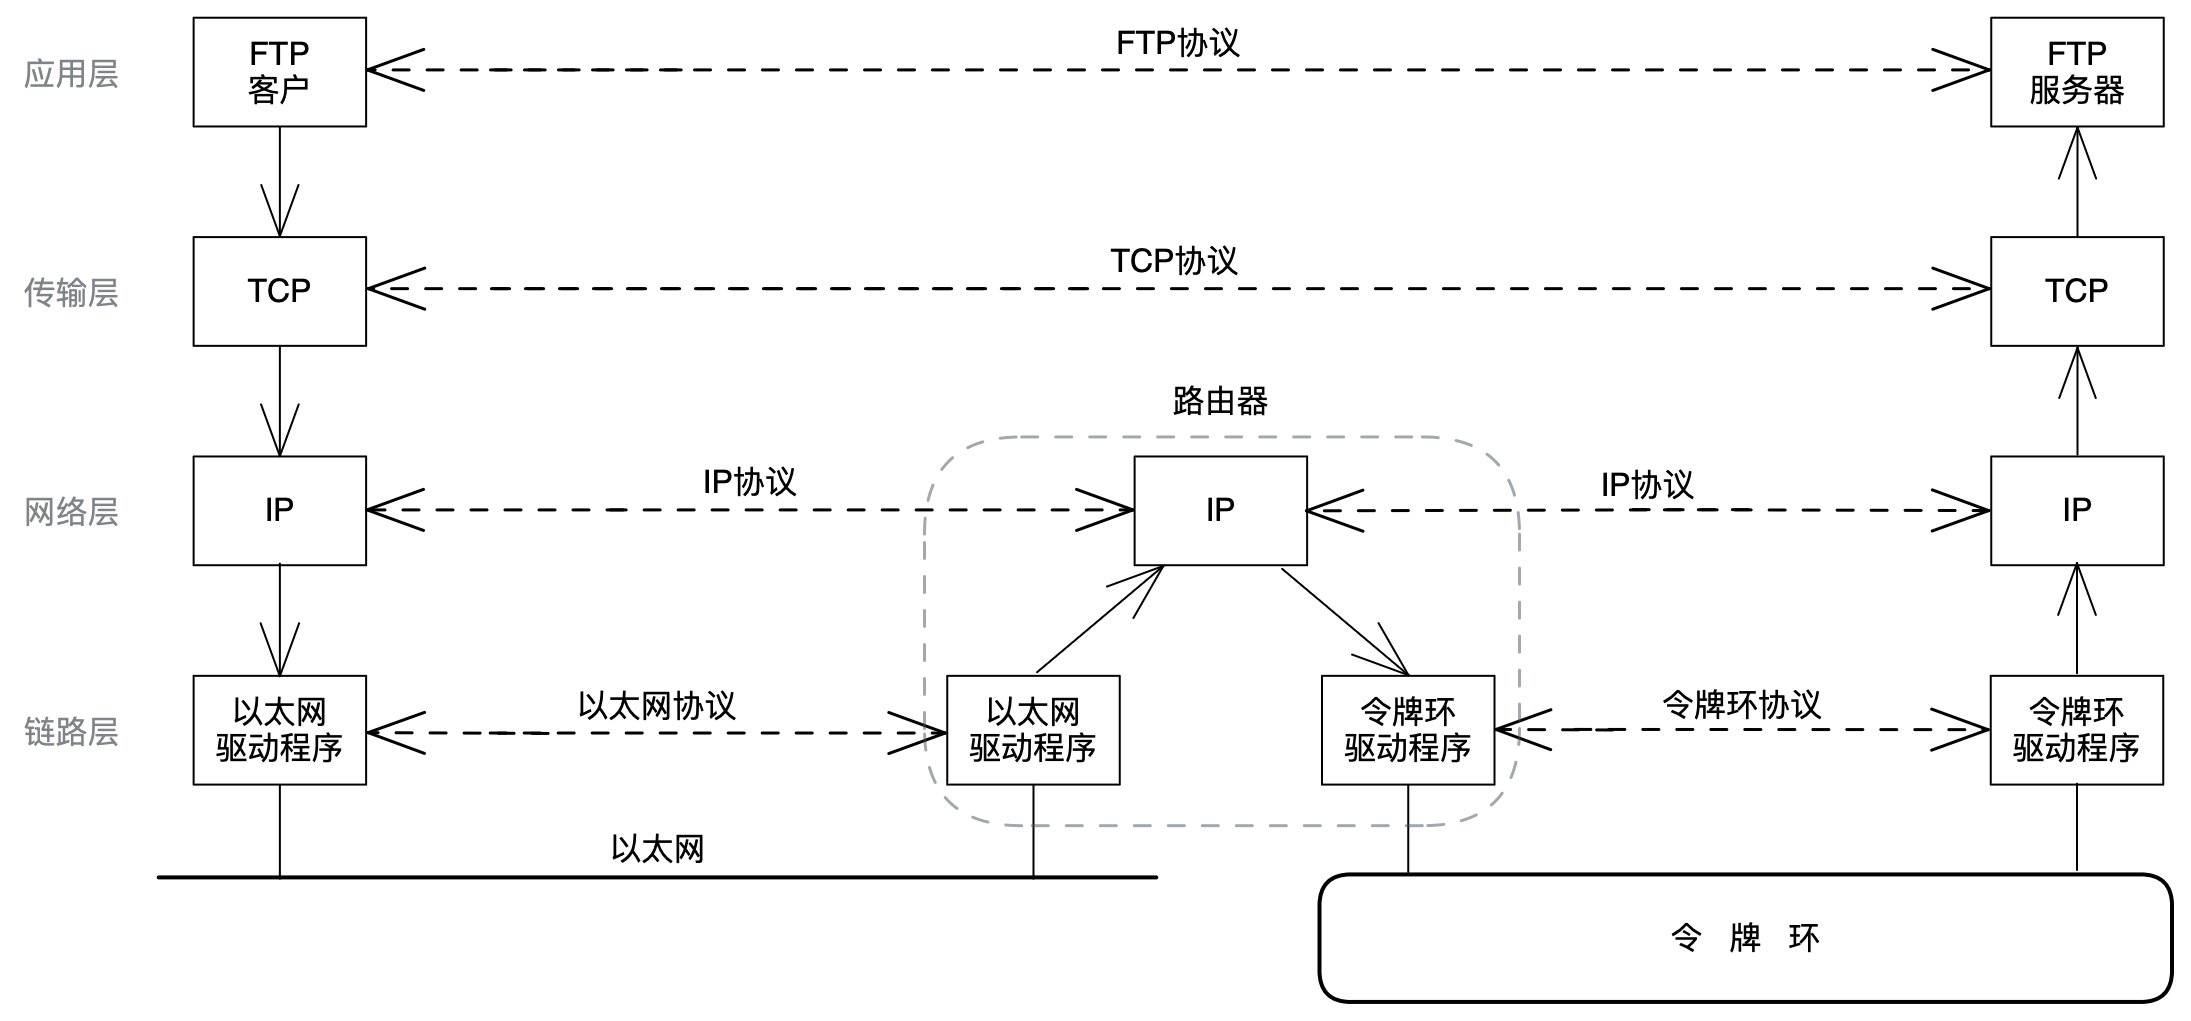 应用层
FTP
客户
FTP协议
FTP
服务器
传输层
TCP
TCP协议
TCP
路由器
网络层
IP
IP协议
IP
IP协议
IP
链路层
以太网
驱动程序
以太网协议
以太网
驱动程序
令牌环
驱动程序
令牌环协议
令牌环
驱动程序
以太网
令 牌 环